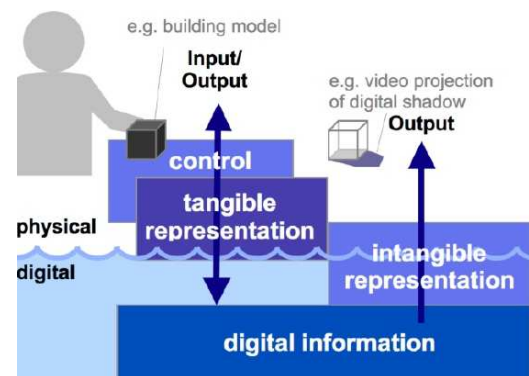 e.g. building model
Input/
Output
e.g. video projection
of digital shadow
Output
control
tangible
representation
physical
digital
intangible
representation
digital information